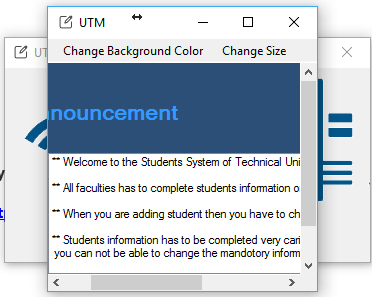 UTM
Change Background Color Change Size
nouncement
** Welcome to the Students System of Technical Uni
** All faculties has to complete students information o
** When you are adding student then you have to ch
** Students information has to be completed very cari
you can not be able to change the mandotory inform
UT